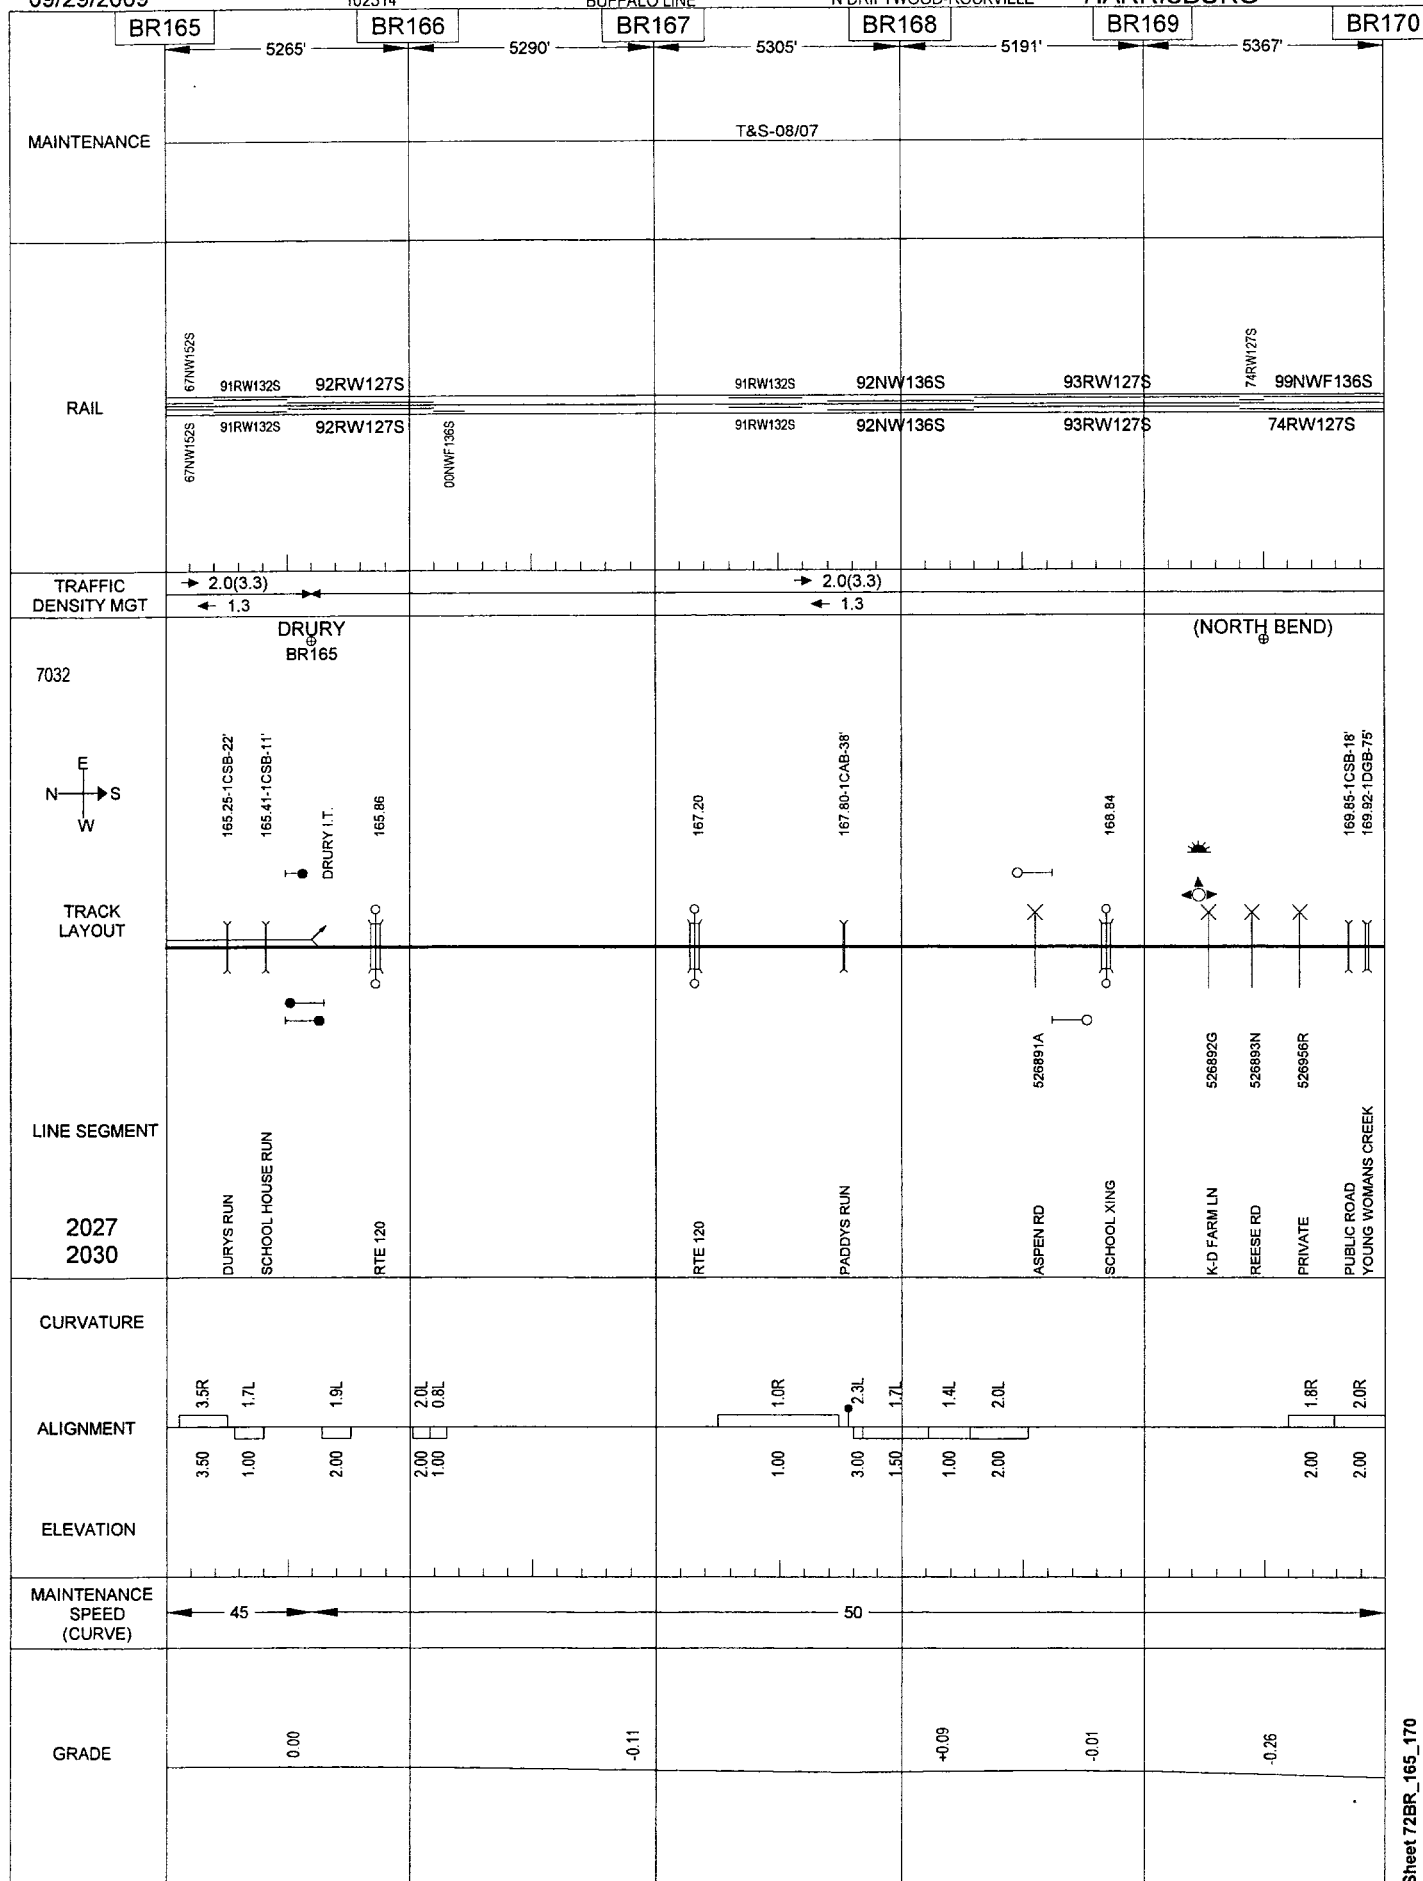 BR165 BR166 BR167 BR168 BR169 BR170
5265' 5290' 5305' 5191' 5367'
MAINTENANCE
T&S-08/07
67NW152S 91RW132S 92RW127S 91RW132S 92NW136S 93RW127S 74RW127S 99NWF136S
RAIL
67NW152S 91RW132S 92RW127S 00NWF136S 91RW132S 92NW136S 93RW127S 74RW127S
TRAFFIC
DENSITY MGT
2.0(3.3) 2.0(3.3)
1.3 1.3
DRURY
BR165
(NORTH BEND)
7032
E
N S
W
165.25-1CSB-22'
165.41-1CSB-11'
DRURY I.T.
165.86
167.20
167.80-1CAB-38'
168.84
169.85-1CSB-18'
169.92-1DGB-75'
TRACK
LAYOUT
526891A
526892G
526893N
526956R
LINE SEGMENT
2027
2030
DURYS RUN
SCHOOL HOUSE RUN
RTE 120
RTE 120
PADDYS RUN
ASPEN RD
SCHOOL XING
K-D FARM LN
REESE RD
PRIVATE
PUBLIC ROAD
YOUNG WOMANS CREEK
CURVATURE
3.5R 1.7L 1.9L 2.0L 0.8L 1.0R 2.3L 1.7L 1.4L 2.0L 1.8R 2.0R
ALIGNMENT
3.50 1.00 2.00 2.00 1.00 1.00 3.00 1.50 1.00 2.00 2.00 2.00
ELEVATION
MAINTENANCE
SPEED
(CURVE)
45 50
GRADE
0.00 -0.11 +0.09 -0.01 -0.26
Sheet 72BR_165_170